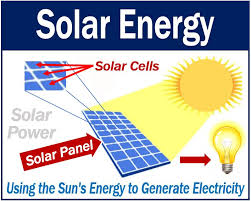 Solar Energy
Solar Cells
Solar
Power
Solar Panel
Using the Sun's Energy to Generate Electricity